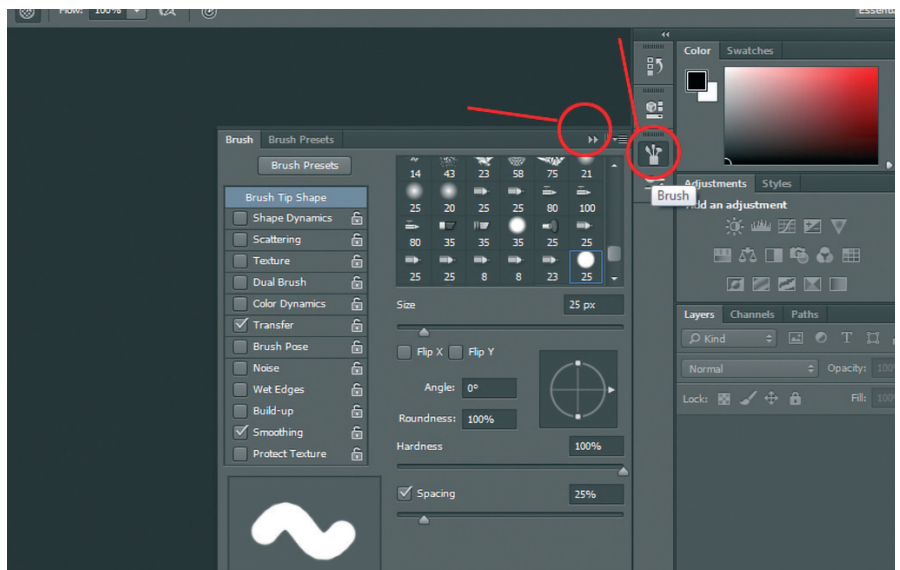 Flow: 100%
Essenti
Color Swatches
Brush Brush Presets
Brush Presets
Brush Tip Shape
Shape Dynamics
Scattering
Texture
Dual Brush
Color Dynamics
Transfer
Brush Pose
Noise
Wet Edges
Build-up
Smoothing
Protect Texture
14 43 23 58 75 21
25 20 25 25 80 100
80 35 35 35 25 25
25 25 8 8 23 25
Size 25 px
Flip X Flip Y
Angle: 0°
Roundness: 100%
Hardness 100%
Spacing 25%
Brush
Adjustments Styles
Add an adjustment
Layers Channels Paths
Kind
Normal Opacity: 100%
Lock: Fill: 100%